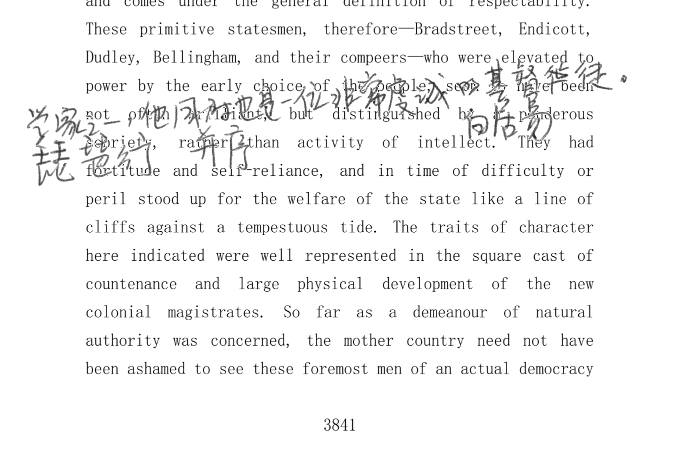 and comes under the general definition of respectability.
These primitive statesmen, therefore—Bradstreet, Endicott,
Dudley, Bellingham, and their compeers—who were elevated to
power by the early choice of the people, seem to have been
学家之一,他同时也是一位非常虔诚的基督徒。
not often brilliant, but distinguished by a ponderous
白居易
sobriety, rather than activity of intellect. They had
琵琶行 并序
fortitude and self-reliance, and in time of difficulty or
peril stood up for the welfare of the state like a line of
cliffs against a tempestuous tide. The traits of character
here indicated were well represented in the square cast of
countenance and large physical development of the new
colonial magistrates. So far as a demeanour of natural
authority was concerned, the mother country need not have
been ashamed to see these foremost men of an actual democracy
3841